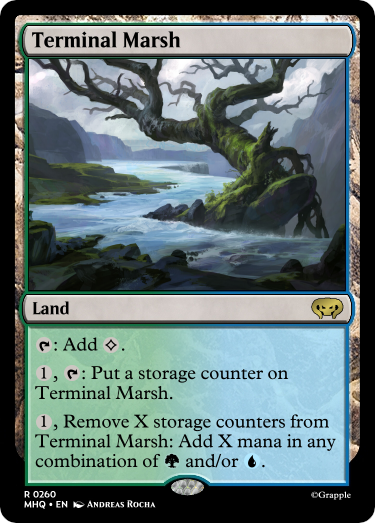 Terminal Marsh
Land
: Add .
1, : Put a storage counter on
Terminal Marsh.
1, Remove X storage counters from
Terminal Marsh: Add X mana in any
combination of and/or .
R 0260
MHQ • EN ANDREAS ROCHA
©Grapple